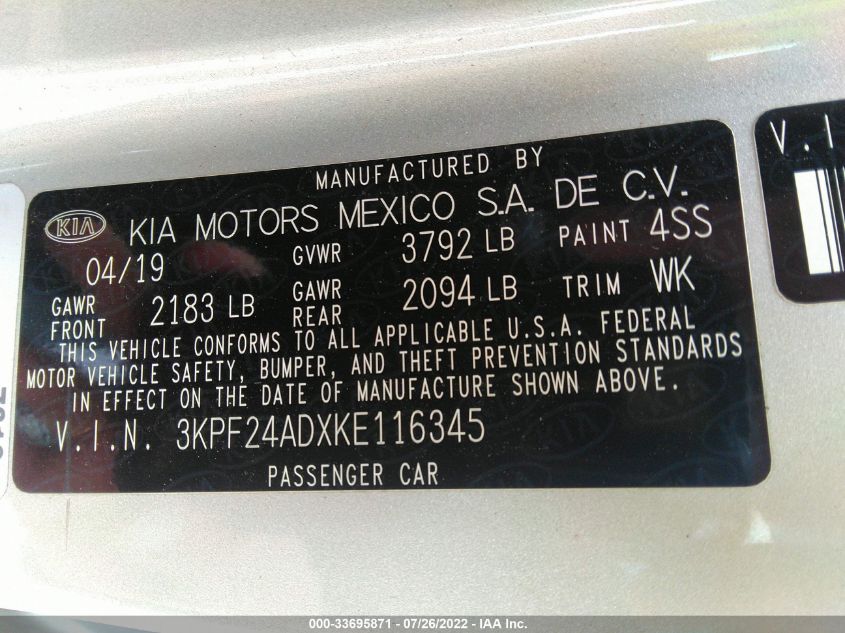 MANUFACTURED BY
KIA KIA MOTORS MEXICO S.A. DE C.V.
04/19 GVWR 3792 LB PAINT 4SS
GAWR FRONT 2183 LB GAWR REAR 2094 LB TRIM WK
THIS VEHICLE CONFORMS TO ALL APPLICABLE U.S.A. FEDERAL
MOTOR VEHICLE SAFETY, BUMPER, AND THEFT PREVENTION STANDARDS
IN EFFECT ON THE DATE OF MANUFACTURE SHOWN ABOVE.
V.I.N. 3KPF24ADXKE116345
PASSENGER CAR
V.I
000-33695871 - 07/26/2022 - IAA Inc.